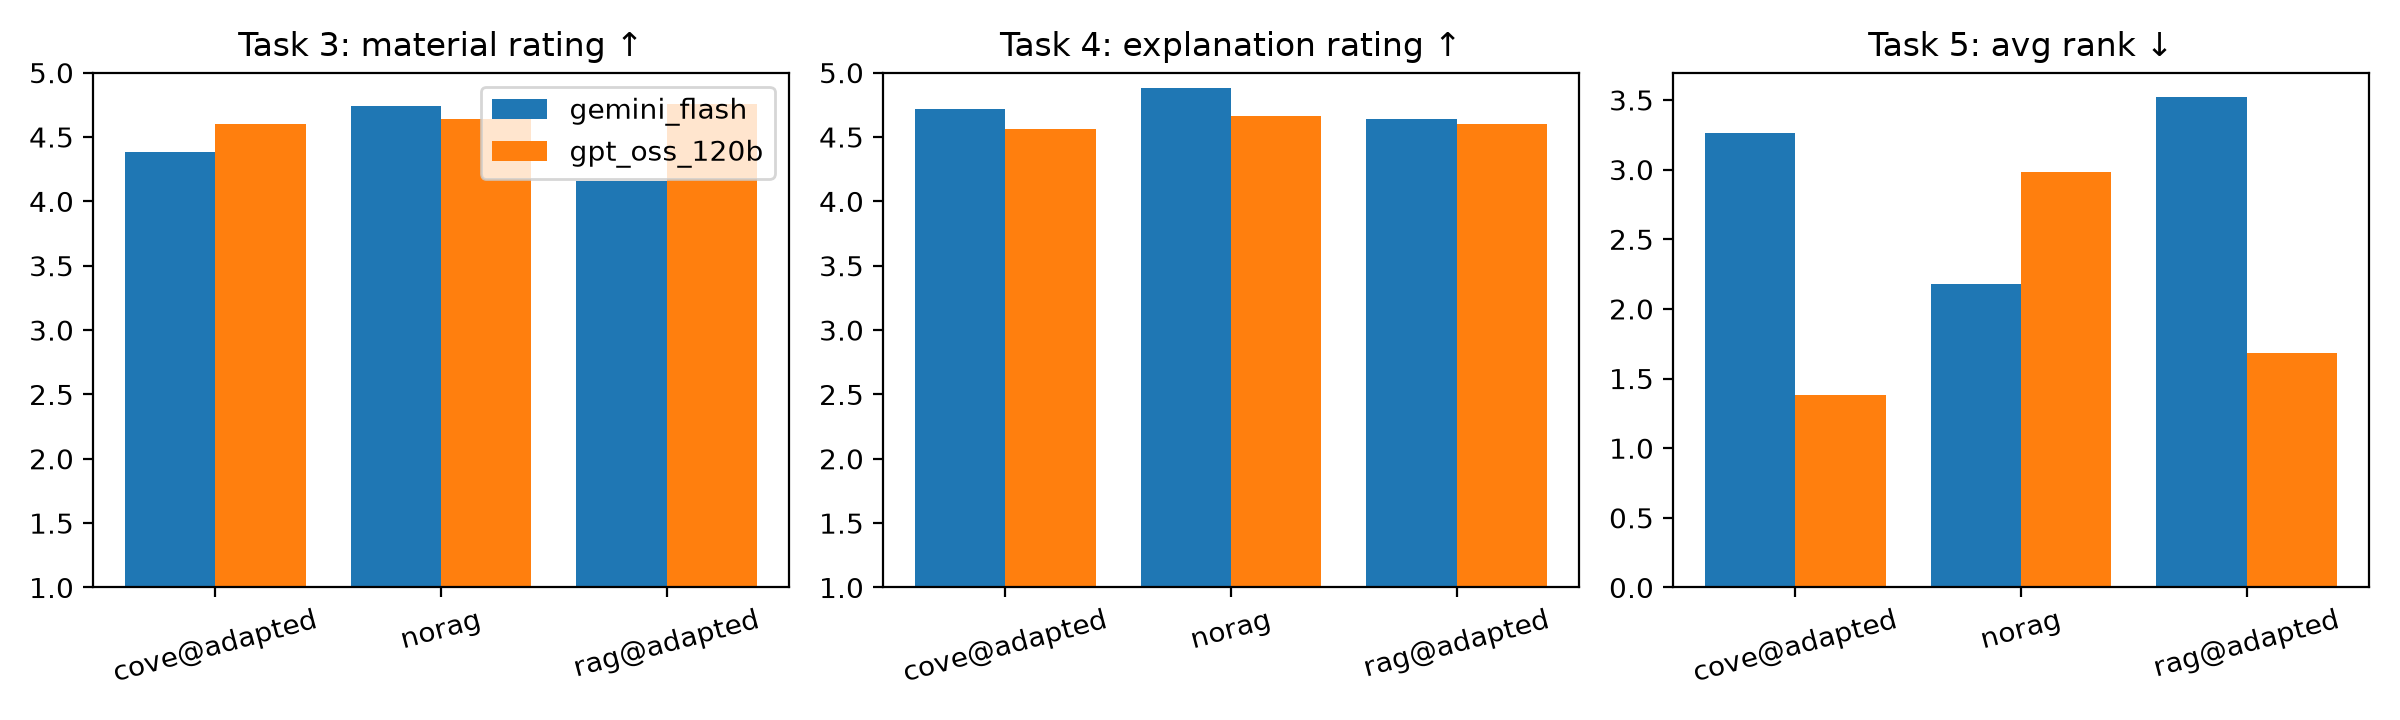 Task 3: material rating ↑
5.0
4.5
4.0
3.5
3.0
2.5
2.0
1.5
1.0
gemini_flash
gpt_oss_120b
cove@adapted
norag
rag@adapted
Task 4: explanation rating ↑
5.0
4.5
4.0
3.5
3.0
2.5
2.0
1.5
1.0
cove@adapted
norag
rag@adapted
Task 5: avg rank ↓
3.5
3.0
2.5
2.0
1.5
1.0
0.5
0.0
cove@adapted
norag
rag@adapted